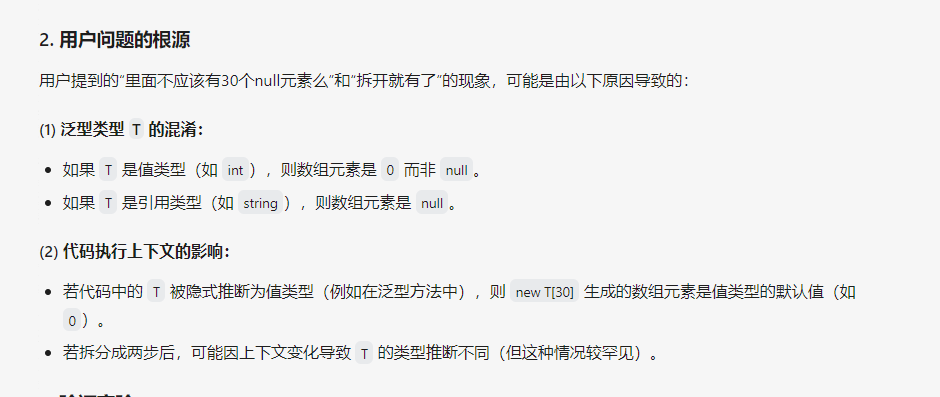 2. 用户问题的根源
用户提到的“里面不应该有30个null元素么”和“拆开就有了”的现象，可能是由以下原因导致的：
(1) 泛型类型 T 的混淆：
如果 T 是值类型（如 int），则数组元素是 0 而非 null。
如果 T 是引用类型（如 string），则数组元素是 null。
(2) 代码执行上下文的影响：
若代码中的 T 被隐式推断为值类型（例如在泛型方法中），则 new T[30] 生成的数组元素是值类型的默认值（如
0）。
若拆分成两步后，可能因上下文变化导致 T 的类型推断不同（但这种情况较罕见）。